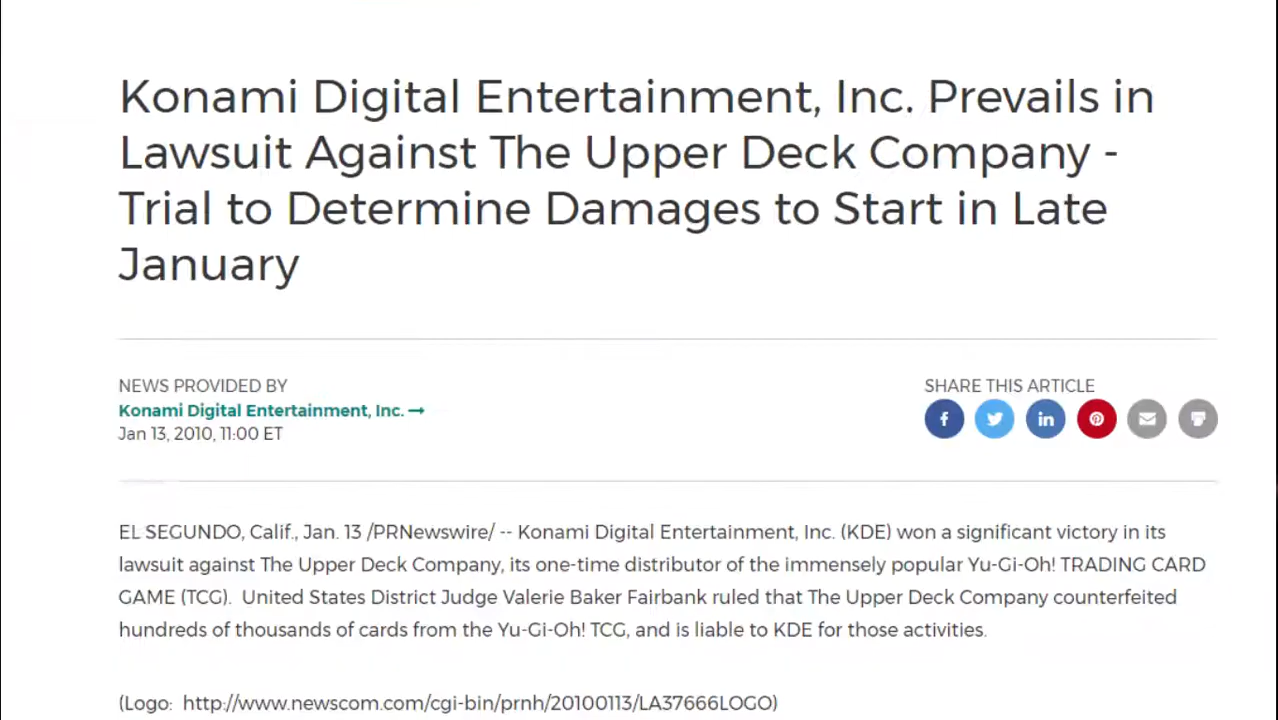 Konami Digital Entertainment, Inc. Prevails in
Lawsuit Against The Upper Deck Company -
Trial to Determine Damages to Start in Late
January
NEWS PROVIDED BY
Konami Digital Entertainment, Inc. →
Jan 13, 2010, 11:00 ET
SHARE THIS ARTICLE
EL SEGUNDO, Calif., Jan. 13 /PRNewswire/ -- Konami Digital Entertainment, Inc. (KDE) won a significant victory in its
lawsuit against The Upper Deck Company, its one-time distributor of the immensely popular Yu-Gi-Oh! TRADING CARD
GAME (TCG).  United States District Judge Valerie Baker Fairbank ruled that The Upper Deck Company counterfeited
hundreds of thousands of cards from the Yu-Gi-Oh! TCG, and is liable to KDE for those activities.
(Logo:  http://www.newscom.com/cgi-bin/prnh/20100113/LA37666LOGO)